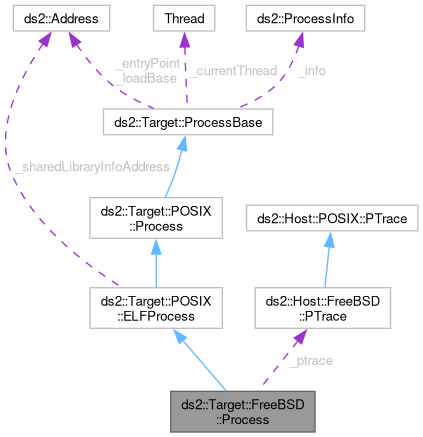 ds2::Address
Thread
ds2::ProcessInfo
_entryPoint
_loadBase
_currentThread
_info
ds2::Target::ProcessBase
_sharedLibraryInfoAddress
ds2::Target::POSIX
::Process
ds2::Host::POSIX::PTrace
ds2::Target::POSIX
::ELFProcess
ds2::Host::FreeBSD
::PTrace
_ptrace
ds2::Target::FreeBSD
::Process